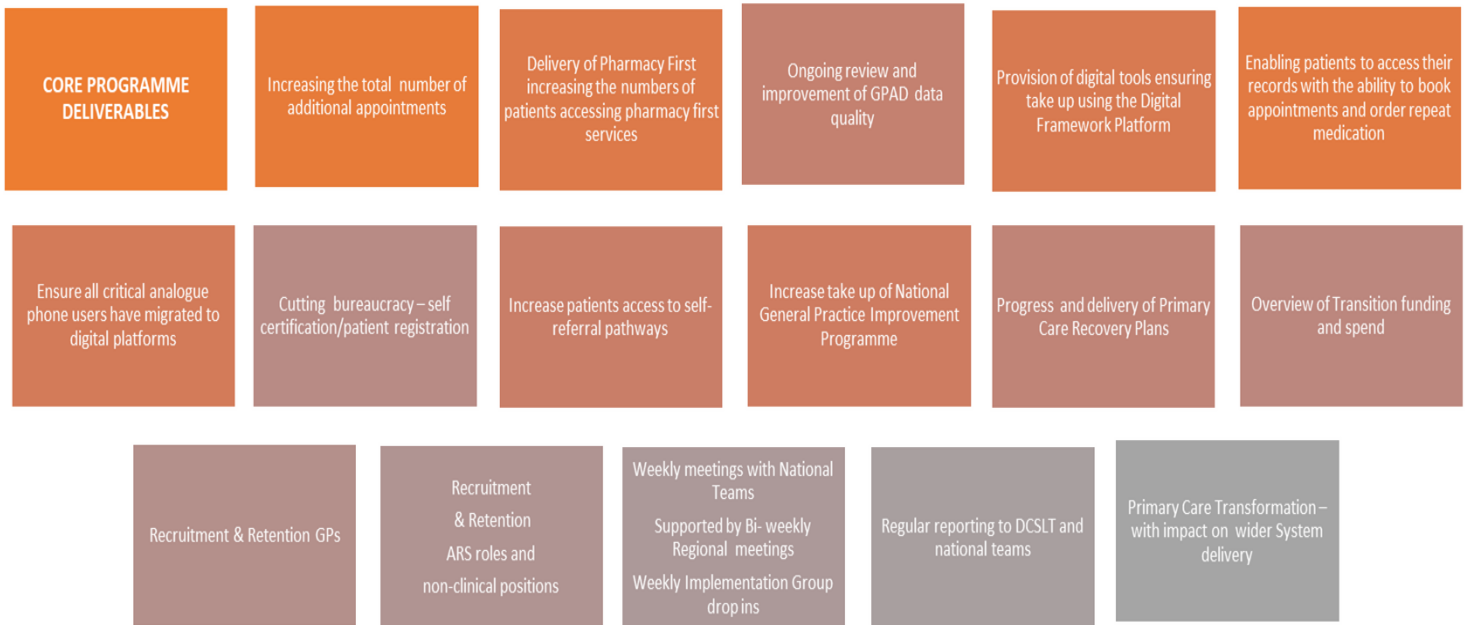 CORE PROGRAMME
DELIVERABLES
Increasing the total number of
additional appointments
Delivery of Pharmacy First
increasing the numbers of
patients accessing pharmacy first
services
Ongoing review and
improvement of GPAD data
quality
Provision of digital tools ensuring
take up using the Digital
Framework Platform
Enabling patients to access their
records with the ability to book
appointments and order repeat
medication
Ensure all critical analogue
phone users have migrated to
digital platforms
Cutting bureaucracy – self
certification/patient registration
Increase patients access to self-
referral pathways
Increase take up of National
General Practice Improvement
Programme
Progress and delivery of Primary
Care Recovery Plans
Overview of Transition funding
and spend
Recruitment & Retention GPs
Recruitment
& Retention
ARS roles and
non-clinical positions
Weekly meetings with National
Teams
Supported by Bi- weekly
Regional meetings
Weekly Implementation Group
drop ins
Regular reporting to DCSLT and
national teams
Primary Care Transformation –
with impact on wider System
delivery